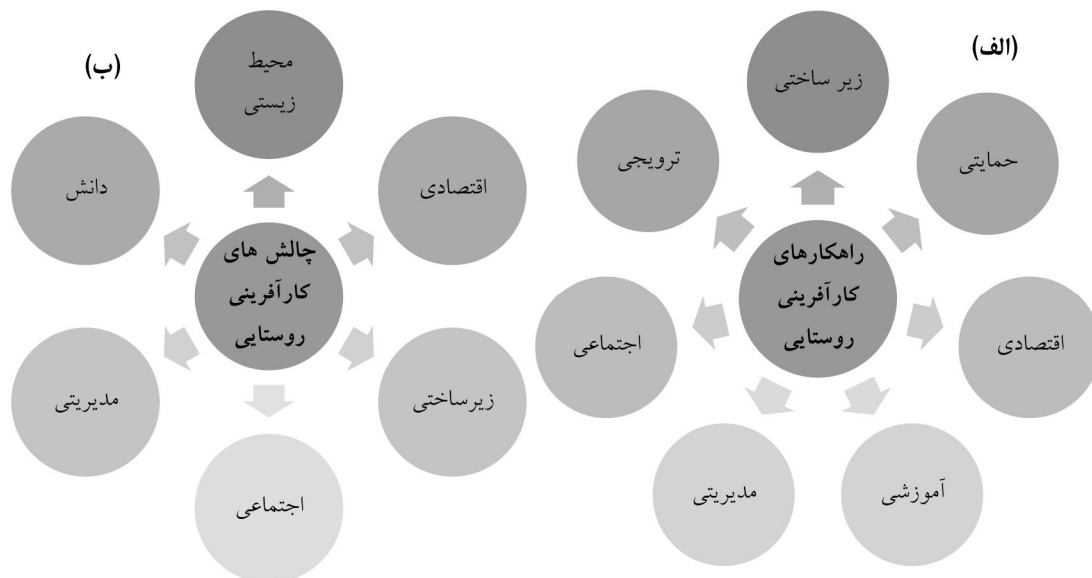 (الف)
زیر ساختی
حمایتی
اقتصادی
آموزشی
مدیریتی
اجتماعی
ترویجی
راهکارهای
کارآفرینی
روستایی
(ب)
محیط
زیستی
اقتصادی
زیرساختی
اجتماعی
مدیریتی
دانش
چالش های
کارآفرینی
روستایی